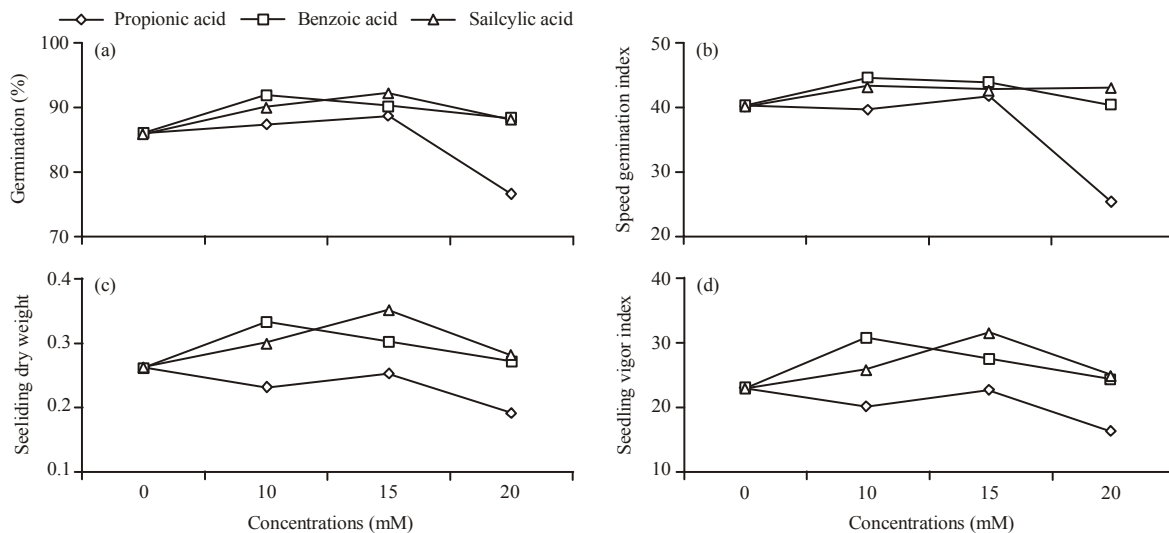 Propionic acid Benzoic acid Sailcylic acid
(a)
100
90
80
70
Germination (%)
(b)
50
40
30
20
Speed gemination index
(c)
0.4
0.3
0.2
0.1
Seeliding dry weight
0 10 15 20
Concentrations (mM)
(d)
40
30
20
10
Seedling vigor index
0 10 15 20
Concentrations (mM)